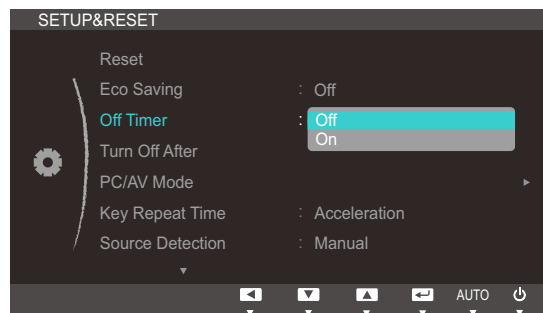 SETUP&RESET
Reset
Eco Saving : Off
Off Timer : Off
On
Turn Off After
PC/AV Mode
Key Repeat Time : Acceleration
Source Detection : Manual
AUTO